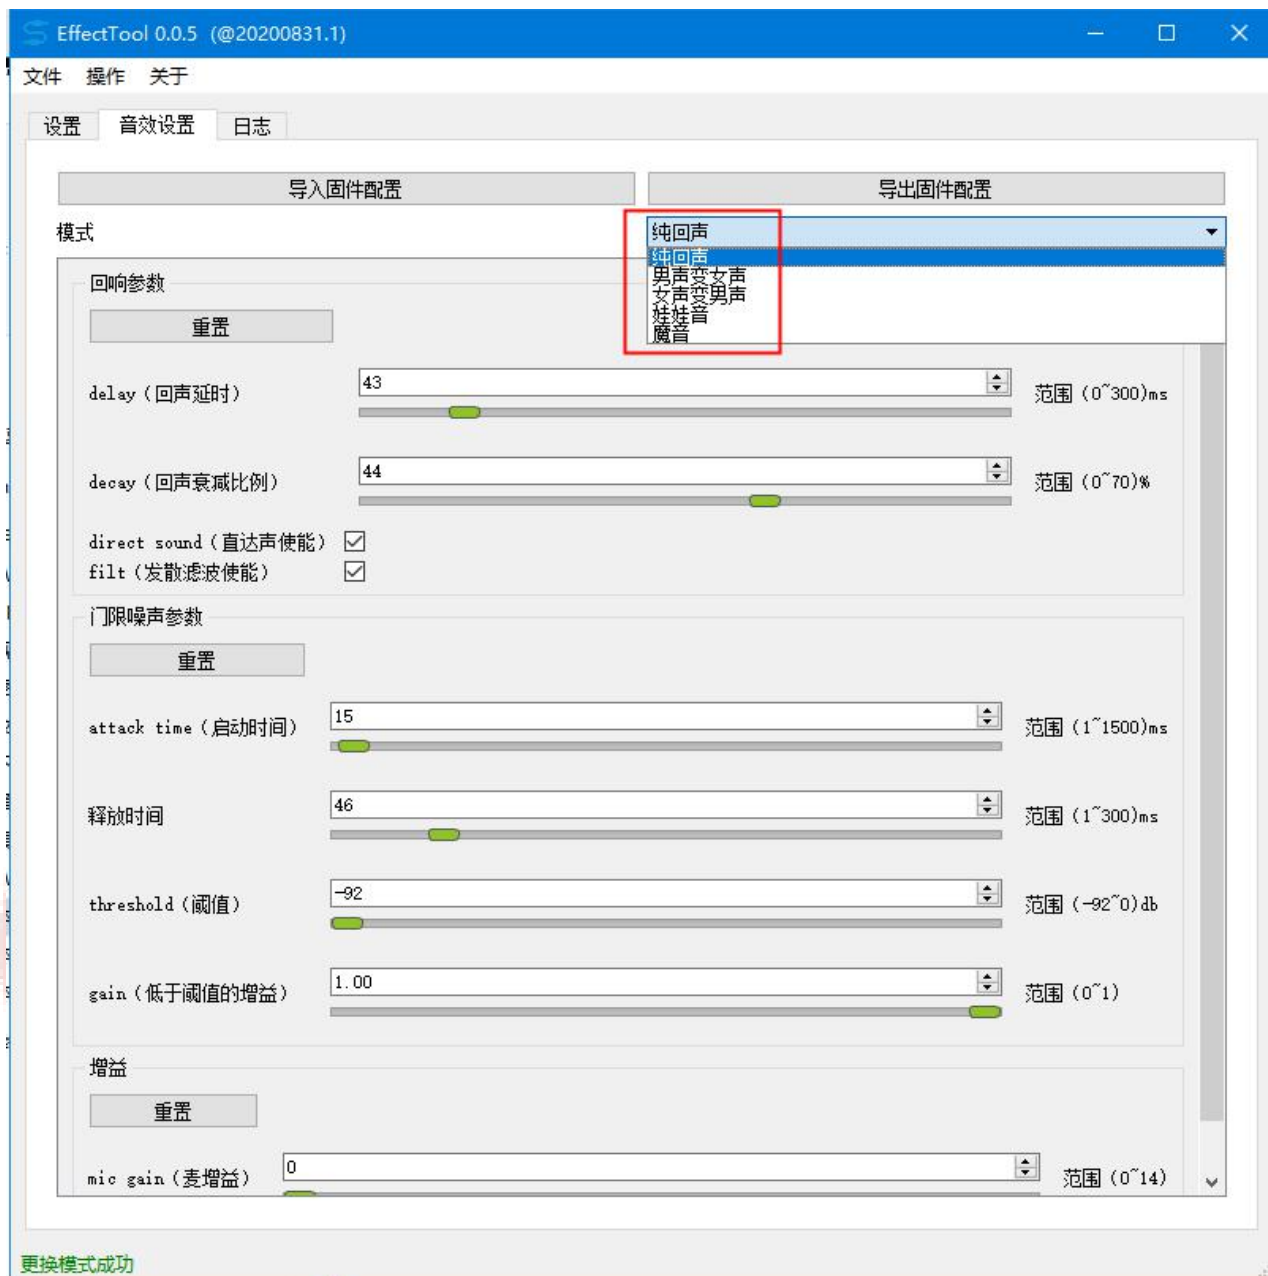 EffectTool 0.0.5 (@20200831.1)
文件 操作 关于
设置 音效设置 日志
导入固件配置 导出固件配置
模式 纯回声
纯回声
男声变女声
女声变男声
娃娃音
魔音
回响参数
重置
delay(回声延时) 43 范围(0~300)ms
decay(回声衰减比例) 44 范围(0~70)%
direct sound(直达声使能)
filt(发散滤波使能)
门限噪声参数
重置
attack time(启动时间) 15 范围(1~1500)ms
释放时间 46 范围(1~300)ms
threshold(阈值) -92 范围(-92~0)db
gain(低于阈值的增益) 1.00 范围(0~1)
增益
重置
mic gain(麦增益) 0 范围(0~14)
更换模式成功